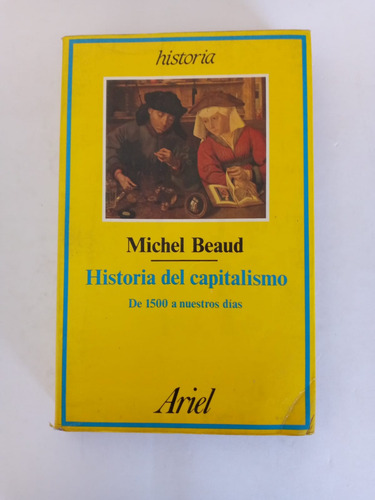 historia
Michel Beaud
Historia del capitalismo
De 1500 a nuestros días
Ariel